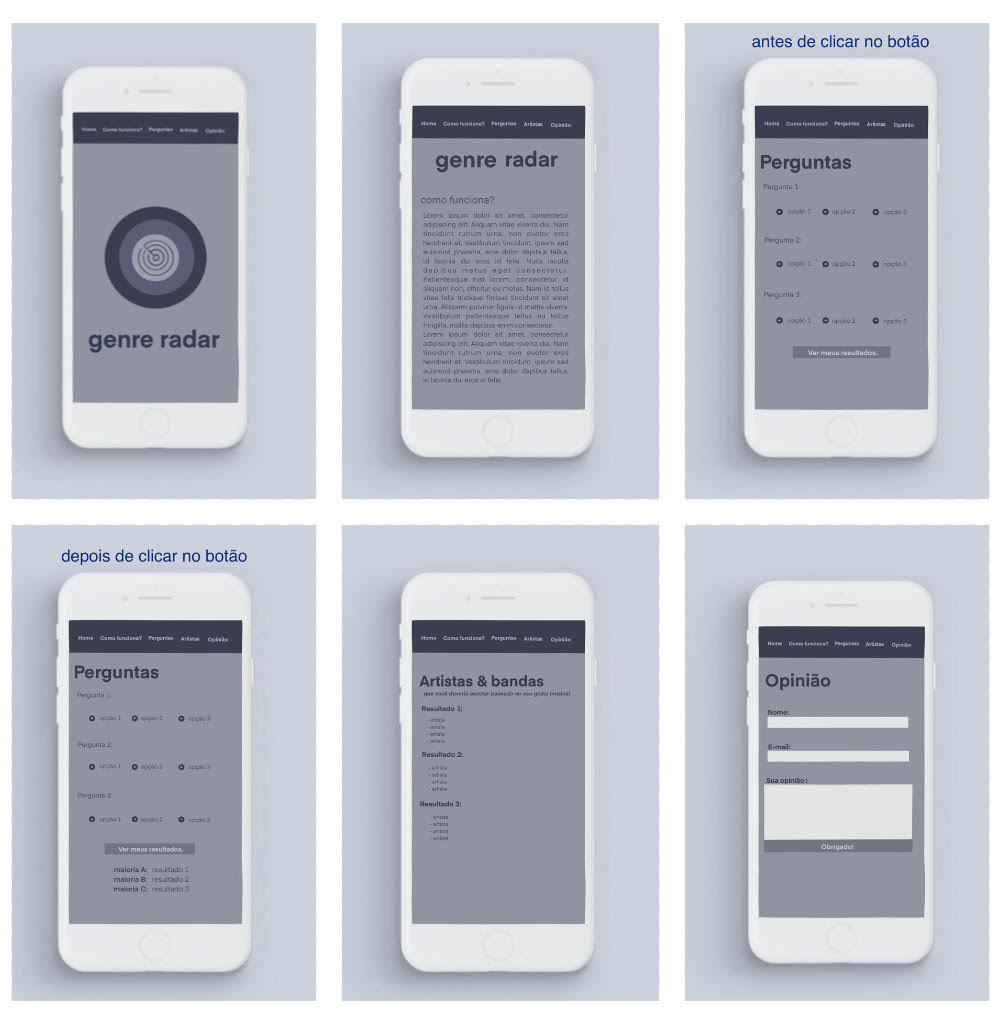 Home Como funciona? Perguntas Artistas Opinião
genre radar
Home Como funciona? Perguntas Artistas Opinião
genre radar
como funciona?
Lorem ipsum dolor sit amet, consectetur
adipiscing elit. Aliquam vitae viverra dui. Nam
tincidunt rutrum urna, non auctor eros
hendrerit et. Vestibulum tincidunt, ipsum sed
euismod pharetra, ante dolor dapibus tellus,
id lacinia dui eros id felis. Nulla iaculis
dapibus metus eget consectetur.
Pellentesque nisl lorem, consectetur id
aliquam non, efficitur eu metus. Nam id tellus
vitae felis tristique finibus tincidunt sit amet
urna. Aliquam pulvinar ligula ut mattis viverra.
Vestibulum pellentesque tellus eu tellus
fringilla, mollis dapibus enim consectetur.
Lorem ipsum dolor sit amet, consectetur
adipiscing elit. Aliquam vitae viverra dui. Nam
tincidunt rutrum urna, non auctor eros
hendrerit et. Vestibulum tincidunt, ipsum sed
euismod pharetra, ante dolor dapibus tellus,
id lacinia dui eros id felis.
antes de clicar no botão
Home Como funciona? Perguntas Artistas Opinião
Perguntas
Pergunta 1:
opção 1 opção 2 opção 3
Pergunta 2:
opção 1 opção 2 opção 3
Pergunta 3:
opção 1 opção 2 opção 3
Ver meus resultados.
depois de clicar no botão
Home Como funciona? Perguntas Artistas Opinião
Perguntas
Pergunta 1:
opção 1 opção 2 opção 3
Pergunta 2:
opção 1 opção 2 opção 3
Pergunta 3:
opção 1 opção 2 opção 3
Ver meus resultados.
maioria A: resultado 1
maioria B: resultado 2
maioria C: resultado 3
Home Como funciona? Perguntas Artistas Opinião
Artistas & bandas
que você deveria escutar baseado no seu gosto musical
Resultado 1:
- artista
- artista
- artista
- artista
Resultado 2:
- artista
- artista
- artista
- artista
Resultado 3:
- artista
- artista
- artista
- artista
Home Como funciona? Perguntas Artistas Opinião
Opinião
Nome:
E-mail:
Sua opinião :
Obrigado!